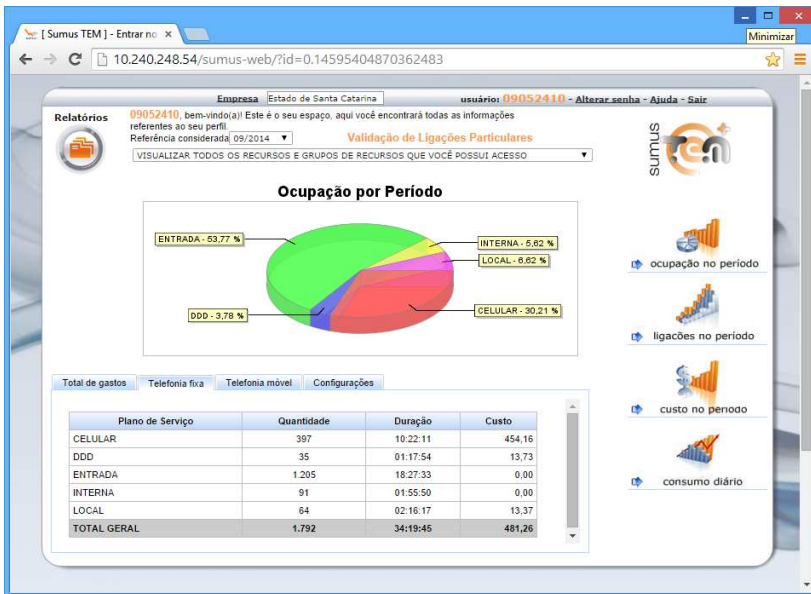 [ Sumus TEM ] - Entrar no
Minimizar
10.240.248.54/sumus-web/?id=0.14595404870362483
Empresa Estado de Santa Catarina usuário: 09052410 - Alterar senha - Ajuda - Sair
Relatórios
09052410, bem-vindo(a)! Este é o seu espaço, aqui você encontrará todas as informações
referentes ao seu perfil.
Referência considerada 09/2014 Validação de Ligações Particulares
VISUALIZAR TODOS OS RECURSOS E GRUPOS DE RECURSOS QUE VOCÊ POSSUI ACESSO
sumus TEM
Ocupação por Período
ENTRADA - 53,77 %
INTERNA - 5,62 %
LOCAL - 6,62 %
DDD - 3,78 %
CELULAR - 30,21 %
ocupação no período
ligações no período
custo no período
consumo diário
Total de gastos Telefonia fixa Telefonia móvel Configurações
Plano de Serviço Quantidade Duração Custo
CELULAR 397 10:22:11 454,16
DDD 35 01:17:54 13,73
ENTRADA 1.205 18:27:33 0,00
INTERNA 91 01:55:50 0,00
LOCAL 64 02:16:17 13,37
TOTAL GERAL 1.792 34:19:45 481,26